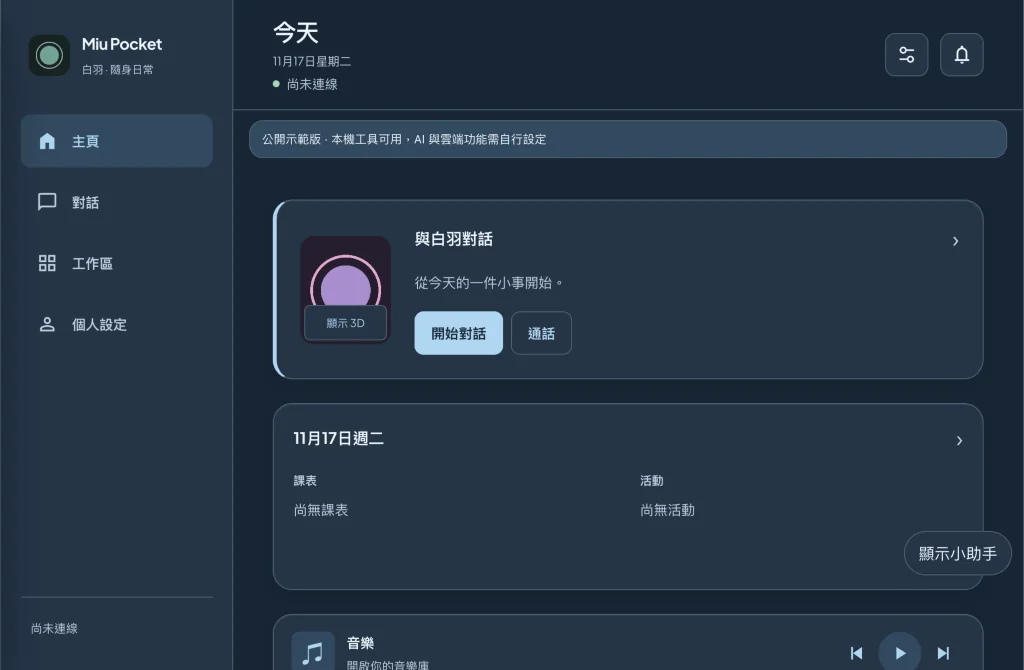 Miu Pocket
白羽 · 隨身日常
主頁
對話
工作區
個人設定
尚未連線
今天
11月17日星期二
尚未連線
公開示範版 · 本機工具可用，AI 與雲端功能需自行設定
與白羽對話
從今天的一件小事開始。
顯示 3D
開始對話
通話
11月17日週二
課表
尚無課表
活動
尚無活動
顯示小助手
音樂
開啟你的音樂庫